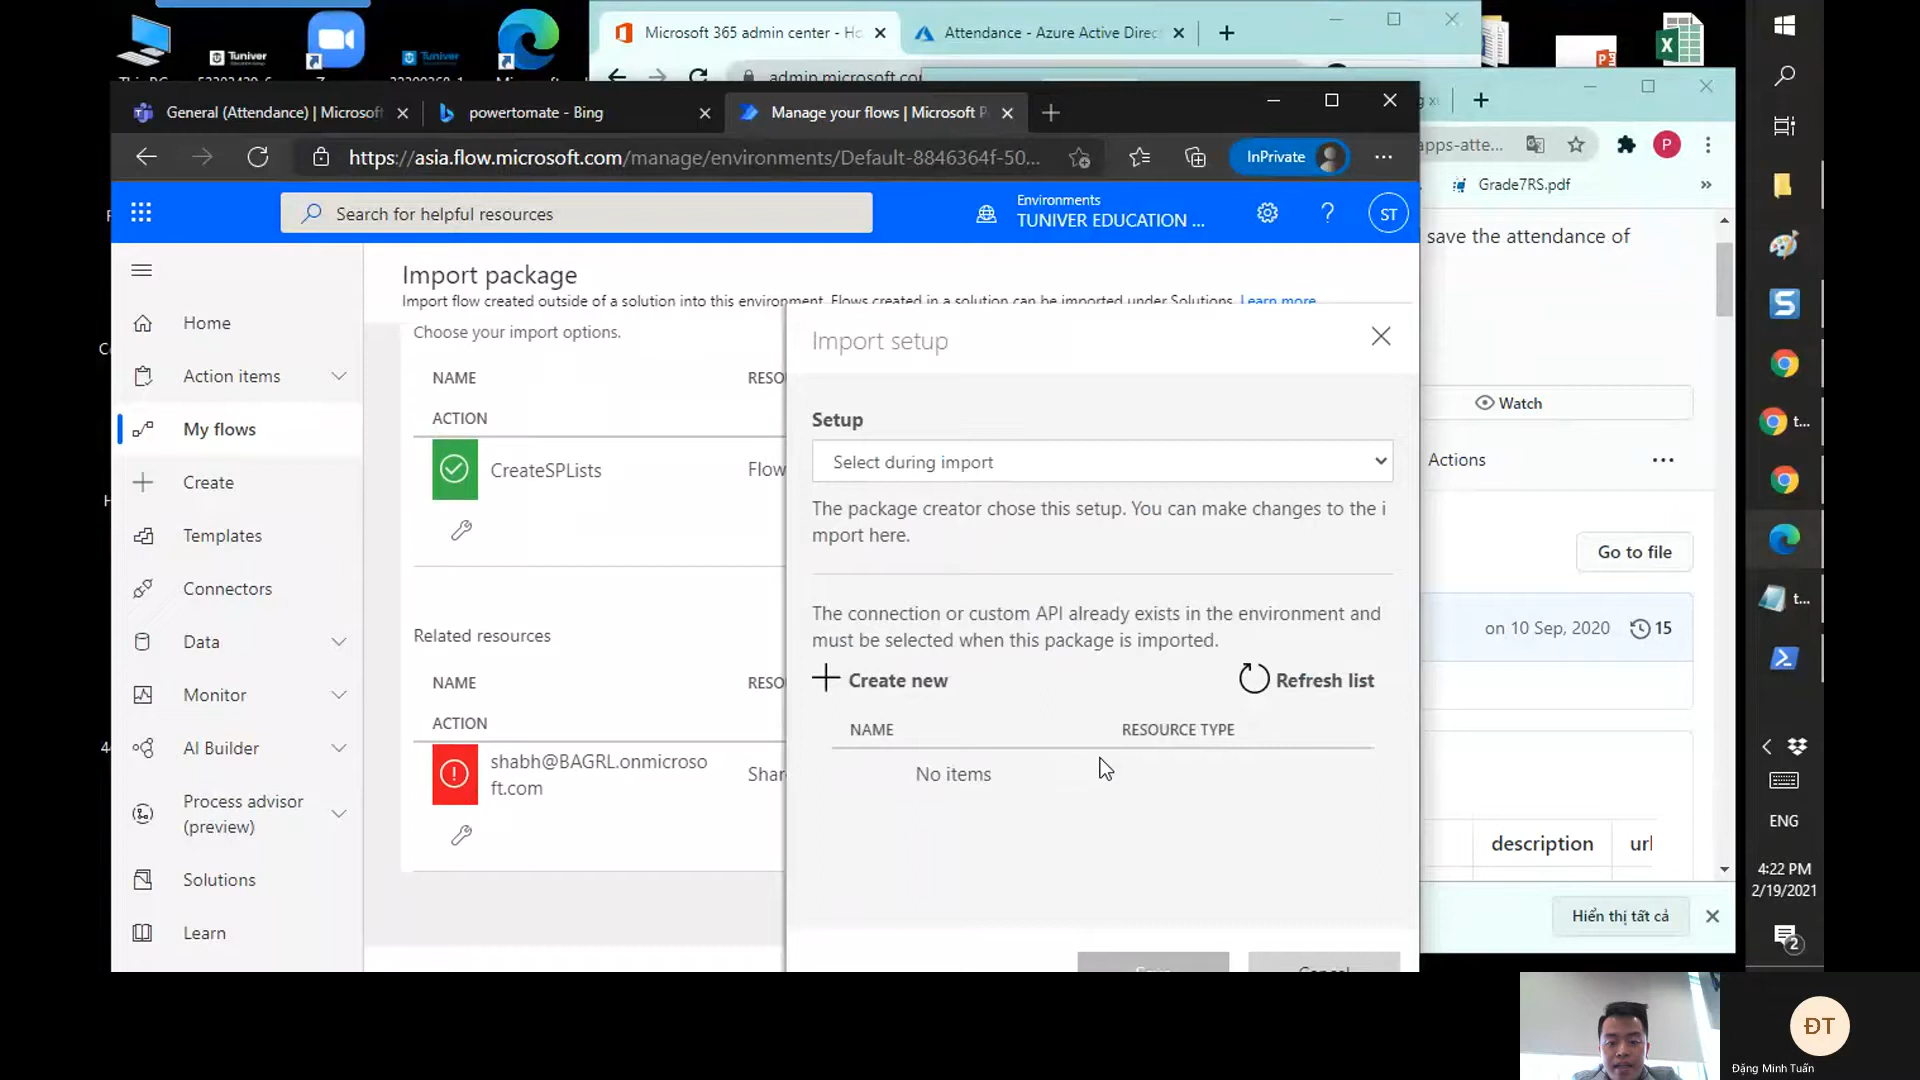 Tuniver
Tuniver
Microsoft 365 admin center - Ho
Attendance - Azure Active Direc
admin.microsoft.co
General (Attendance) | Microsoft
powertomate - Bing
Manage your flows | Microsoft P
https://asia.flow.microsoft.com/manage/environments/Default-8846364f-50...
InPrivate
apps-atte...
P
Grade7RS.pdf
Search for helpful resources
Environments
TUNIVER EDUCATION ...
ST
save the attendance of
Import package
Import flow created outside of a solution into this environment. Flows created in a solution can be imported under Solutions. Learn more
Home
Action items
My flows
Create
Templates
Connectors
Data
Monitor
AI Builder
Process advisor
(preview)
Solutions
Learn
Choose your import options.
NAME
RESO
ACTION
CreateSPLists
Flow
Related resources
NAME
RESO
ACTION
shabh@BAGRL.onmicroso
ft.com
Shar
Import setup
Setup
Select during import
The package creator chose this setup. You can make changes to the i
mport here.
The connection or custom API already exists in the environment and
must be selected when this package is imported.
Create new
Refresh list
NAME
RESOURCE TYPE
No items
Watch
Actions
Go to file
on 10 Sep, 2020
15
description
url
Hiển thị tất cả
t...
t...
ENG
4:22 PM
2/19/2021
2
ĐT
Đặng Minh Tuấn